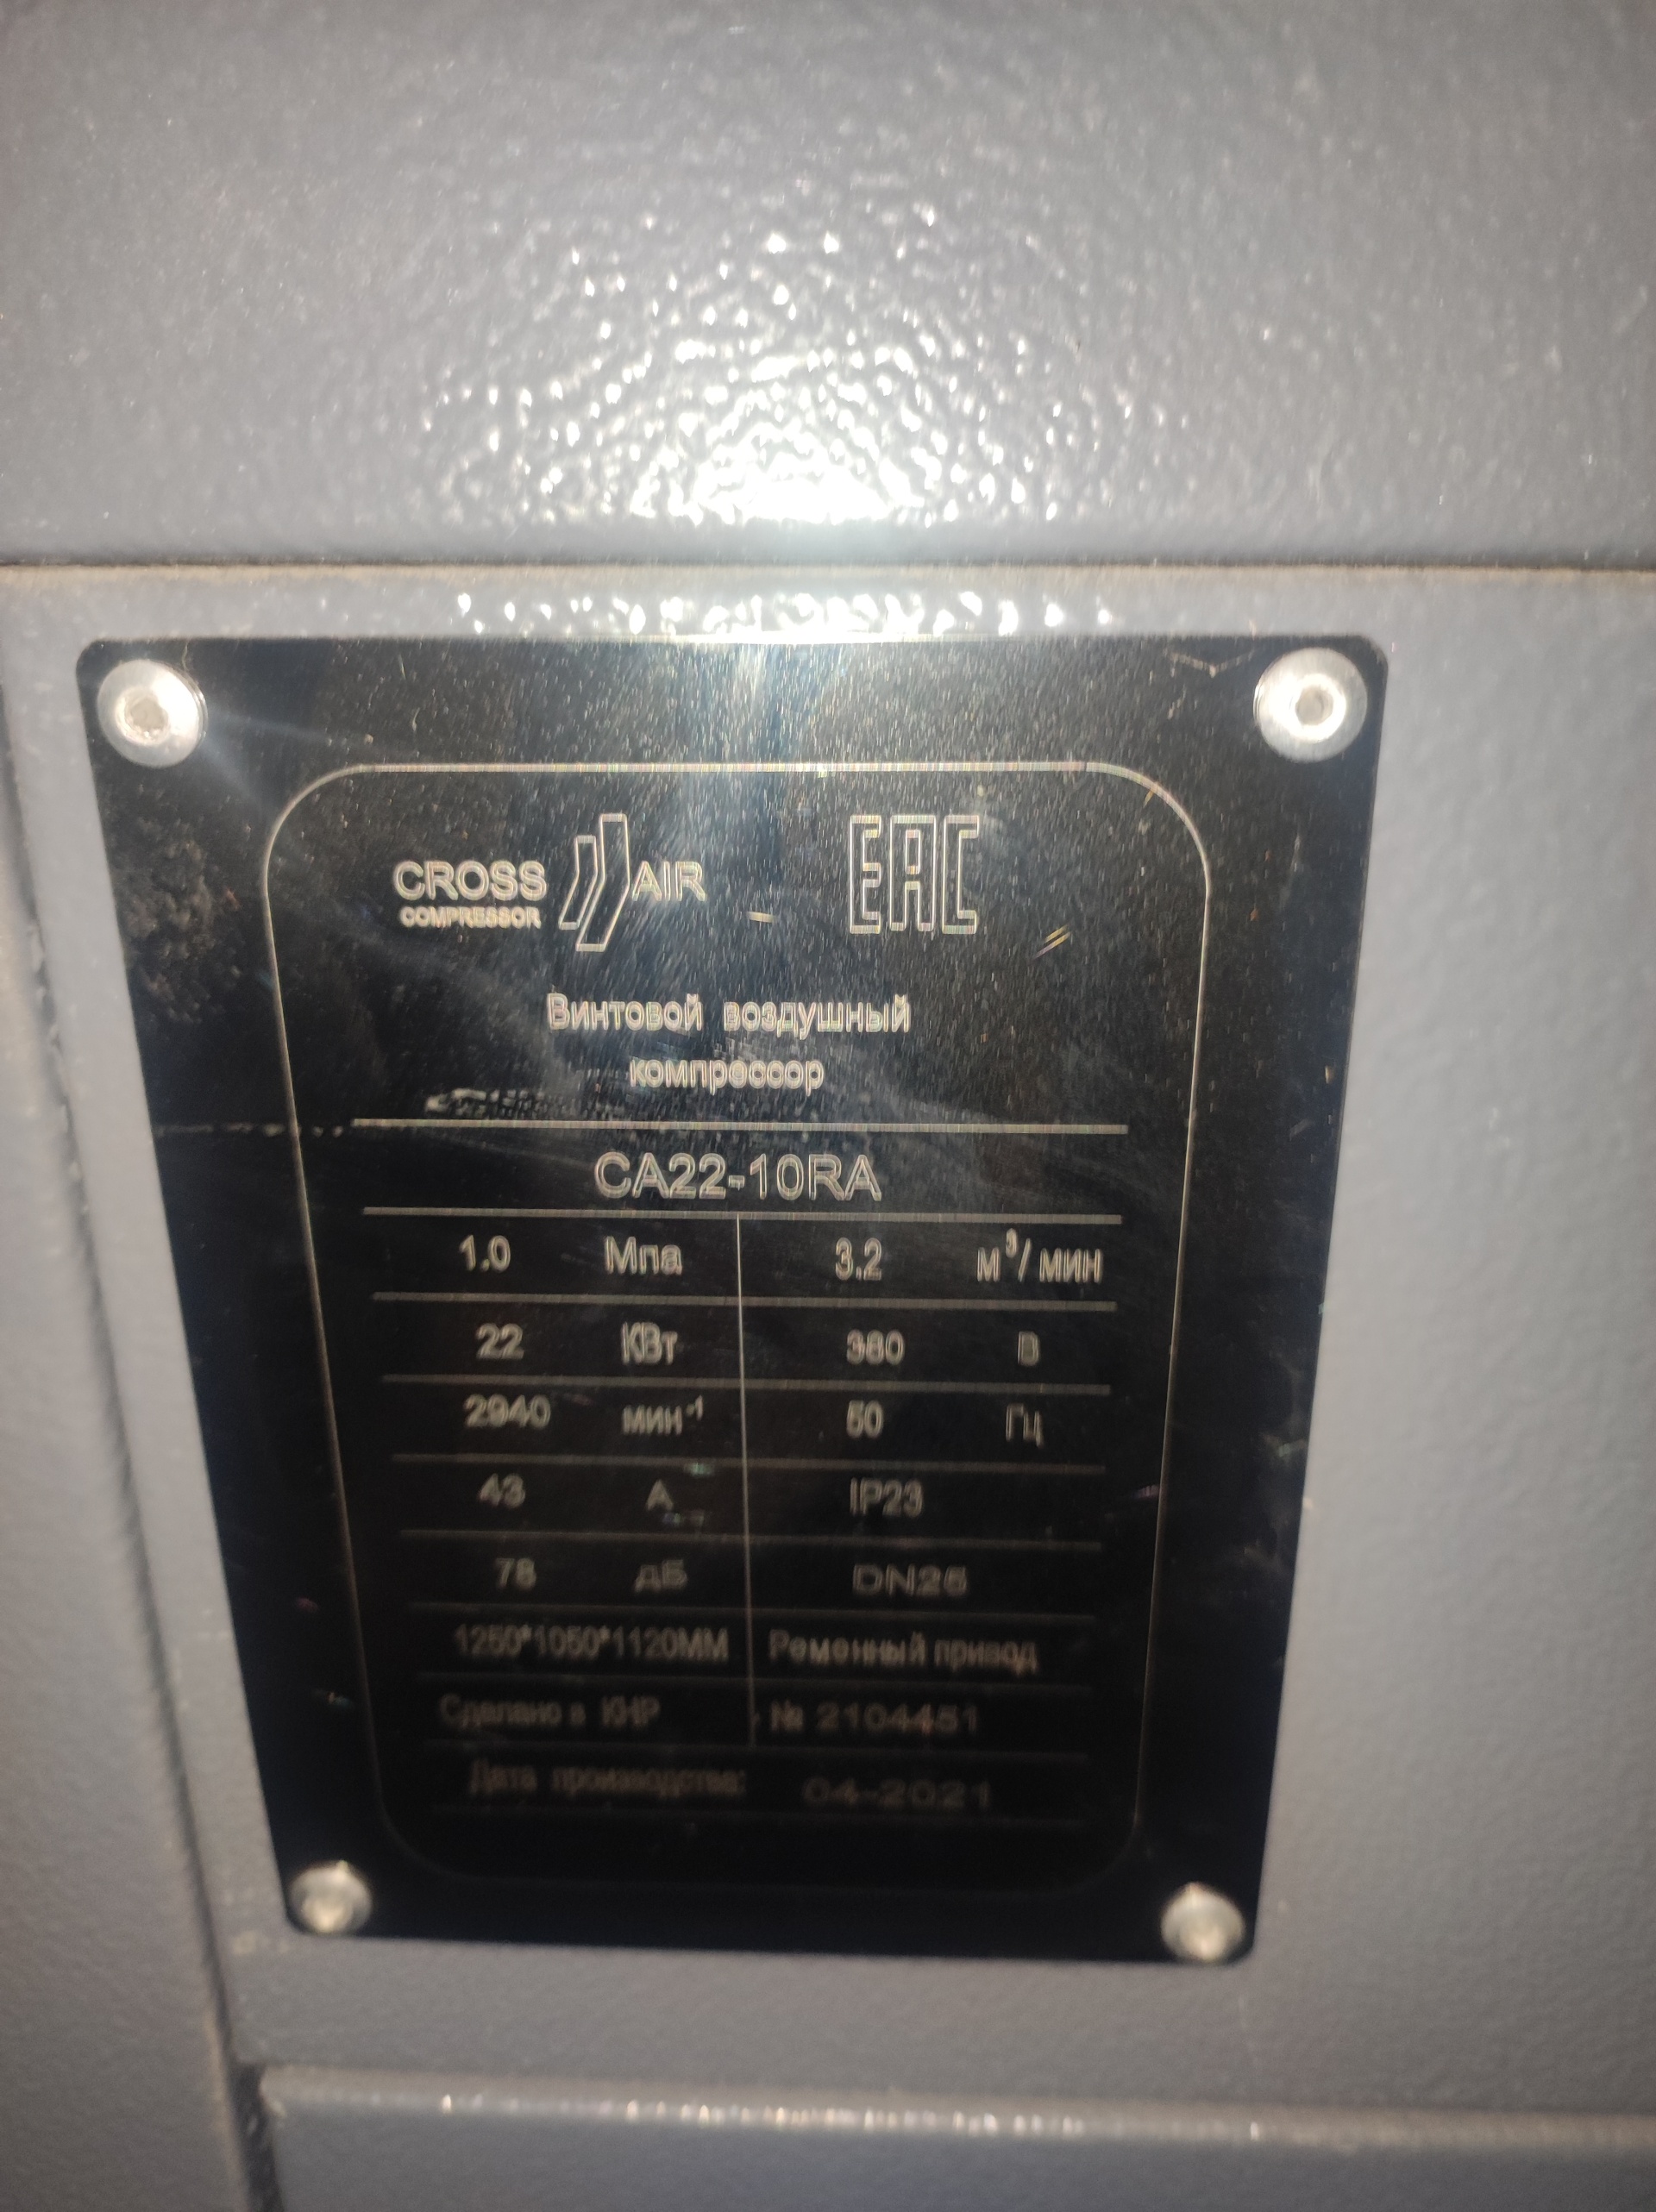 CROSS AIR EAC
COMPRESSOR
Винтовой воздушный
компрессор
CA22-10RA
1.0 Мпа 3.2 м³/ мин
22 КВт 380 В
2940 мин⁻¹ 50 Гц
43 А IP23
78 дБ DN25
1250*1050*1120ММ Ременный привод
Сделано в КНР № 2104451
Дата производства: 04-2021